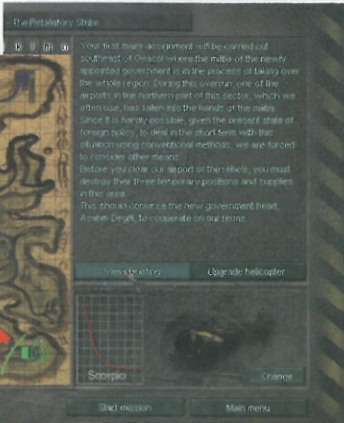 The Retaliatory Strike
Your first main assignment will be carried out
southeast of where the militia of the newly
appointed government is in the process of taking over
the whole region. During this overrun, one of the
airports in the northern part of this sector, which we
often use, has fallen into the hands of the militia.
Since it is hardly possible, given the present state of
foreign policy, to deal in the short term with this
situation using conventional methods, we are forced
to consider other means.
Before you clear our airport of the rebels, you must
destroy their three temporary positions and supplies
in this area.
This should convince the new government head,
to cooperate on our terms.
View briefing
Upgrade helicopter
Scorpio
Change
Start mission
Main menu